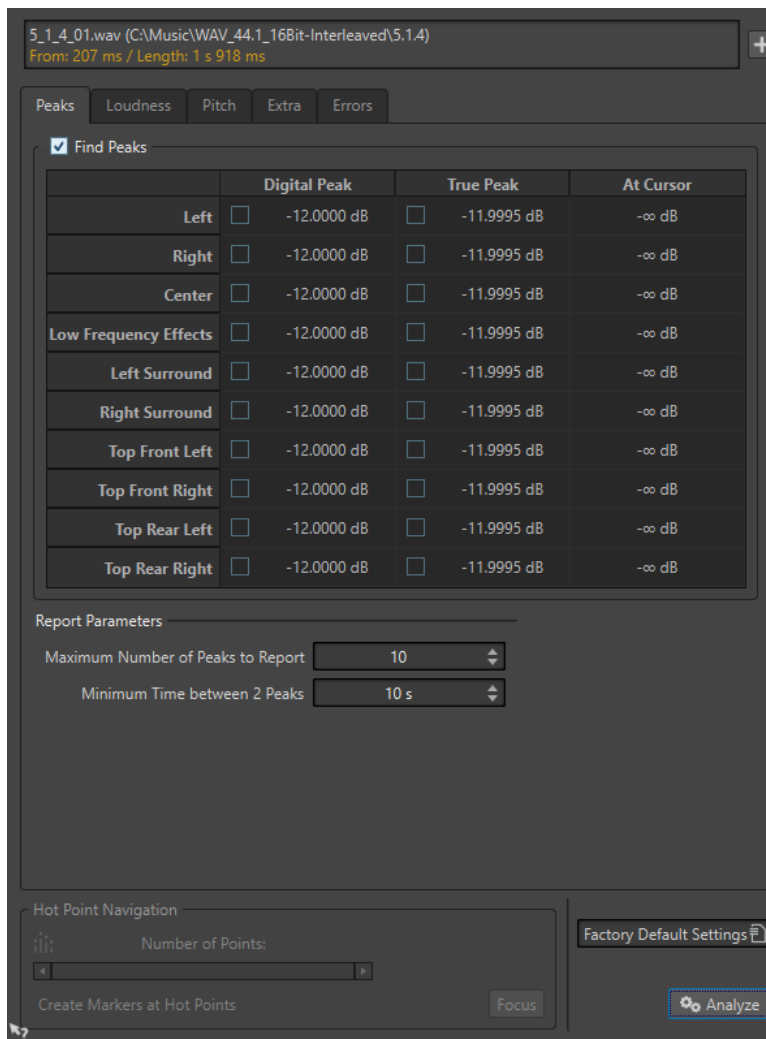 5_1_4_01.wav (C:\Music\WAV_44.1_16Bit-Interleaved\5.1.4)
From: 207 ms / Length: 1 s 918 ms
Peaks Loudness Pitch Extra Errors
Find Peaks
Digital Peak True Peak At Cursor
Left -12.0000 dB -11.9995 dB -∞ dB
Right -12.0000 dB -11.9995 dB -∞ dB
Center -12.0000 dB -11.9995 dB -∞ dB
Low Frequency Effects -12.0000 dB -11.9995 dB -∞ dB
Left Surround -12.0000 dB -11.9995 dB -∞ dB
Right Surround -12.0000 dB -11.9995 dB -∞ dB
Top Front Left -12.0000 dB -11.9995 dB -∞ dB
Top Front Right -12.0000 dB -11.9995 dB -∞ dB
Top Rear Left -12.0000 dB -11.9995 dB -∞ dB
Top Rear Right -12.0000 dB -11.9995 dB -∞ dB
Report Parameters
Maximum Number of Peaks to Report 10
Minimum Time between 2 Peaks 10 s
Hot Point Navigation
Number of Points:
Create Markers at Hot Points Focus
Factory Default Settings
Analyze